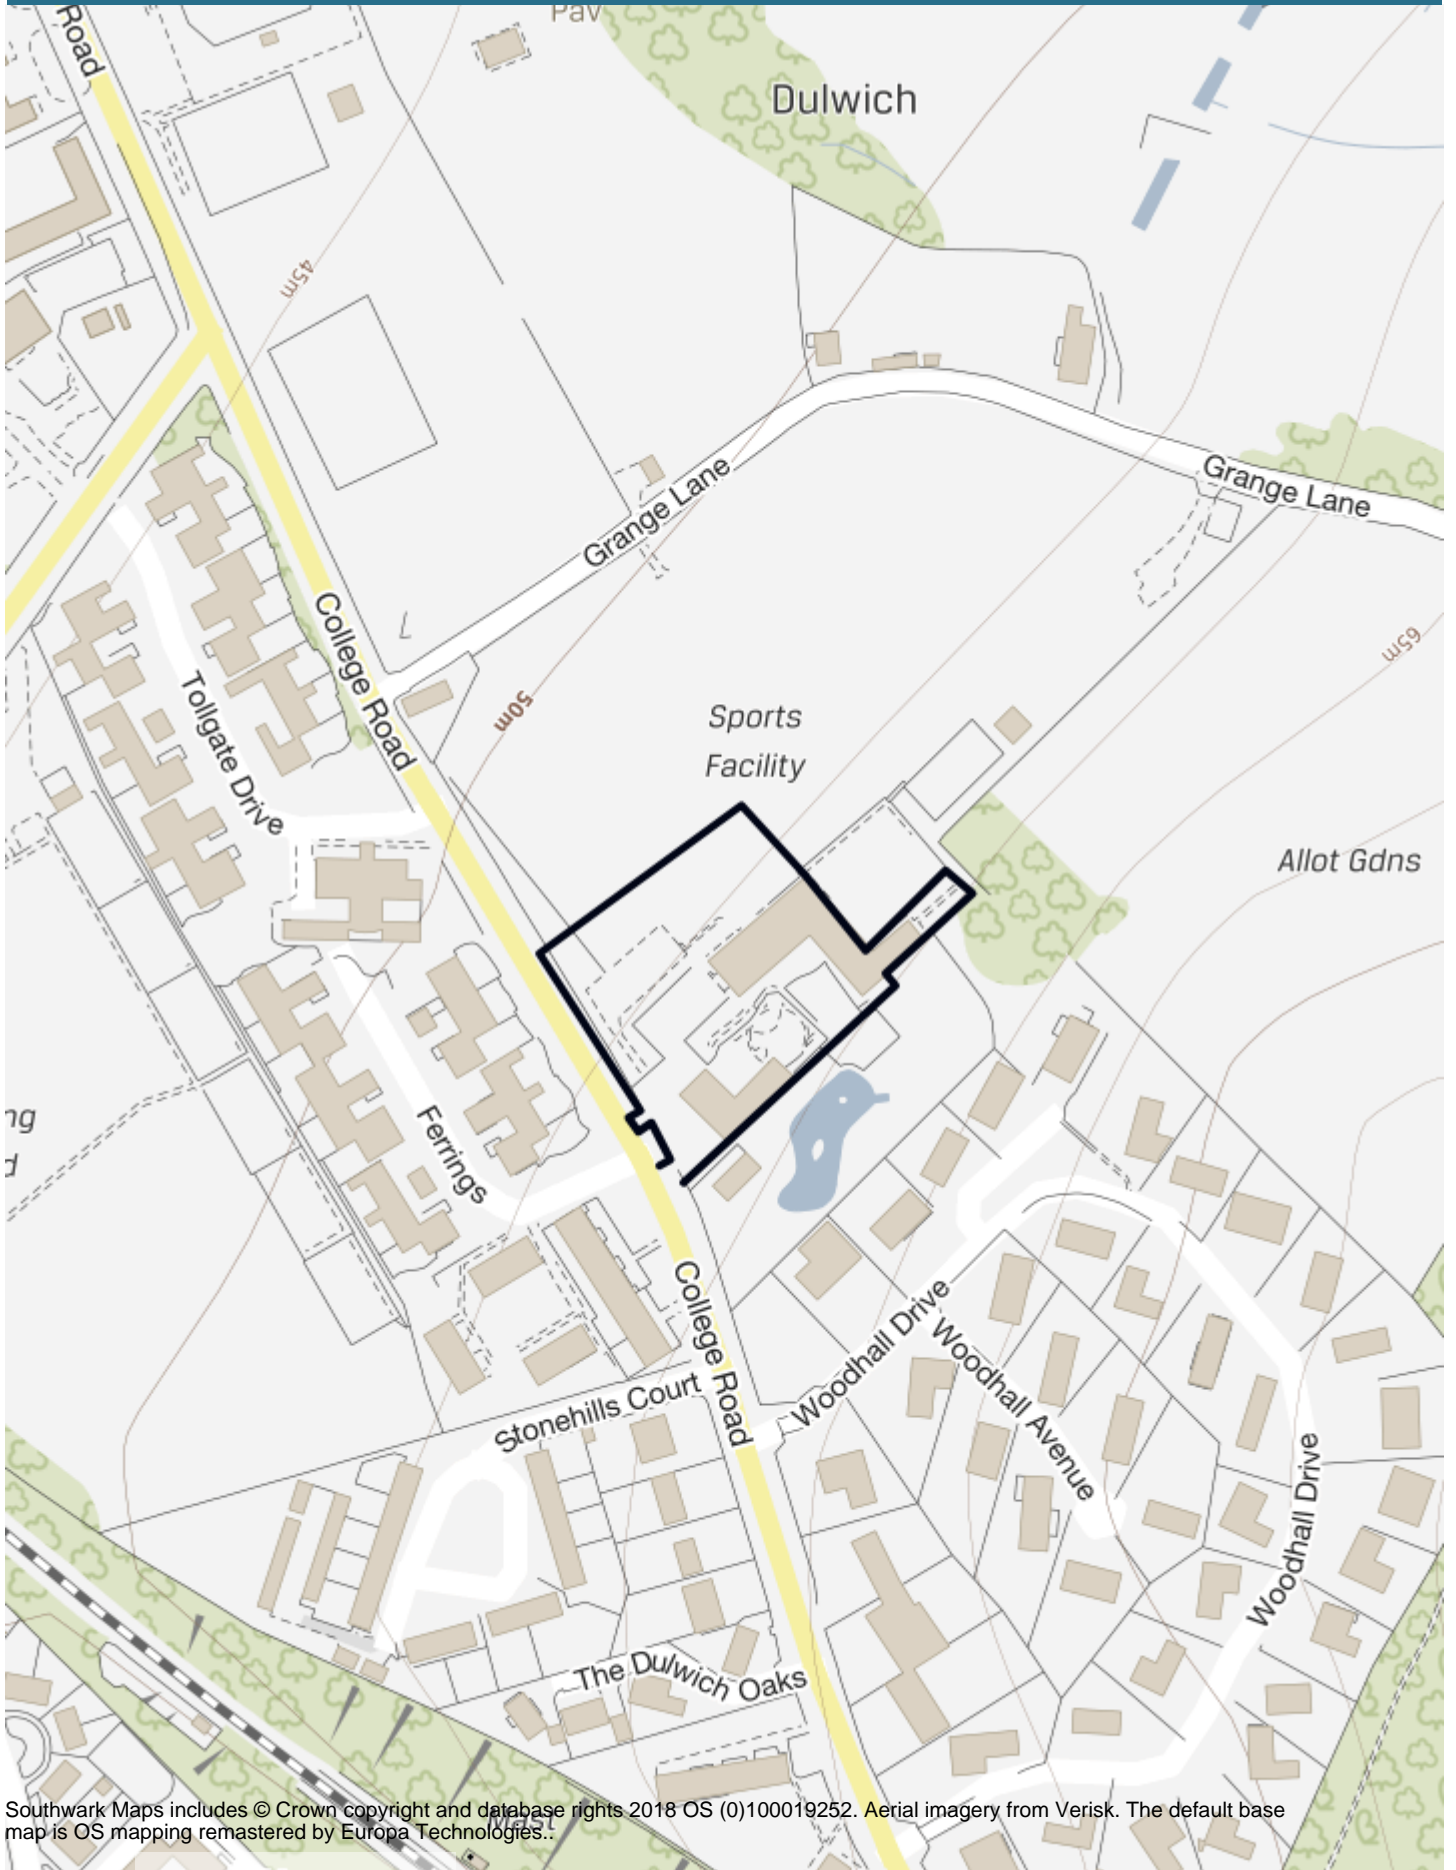 Pav
Road
Dulwich
45m
Grange Lane
Grange Lane
College Road
65m
50m
Tollgate Drive
Sports
Facility
Allot Gdns
ng
d
Ferrings
College Road
Woodhall Drive
Woodhall Avenue
Stonehills Court
Woodhall Drive
The Dulwich Oaks
Mast
Southwark Maps includes © Crown copyright and database rights 2018 OS (0)100019252. Aerial imagery from Verisk. The default base
map is OS mapping remastered by Europa Technologies..